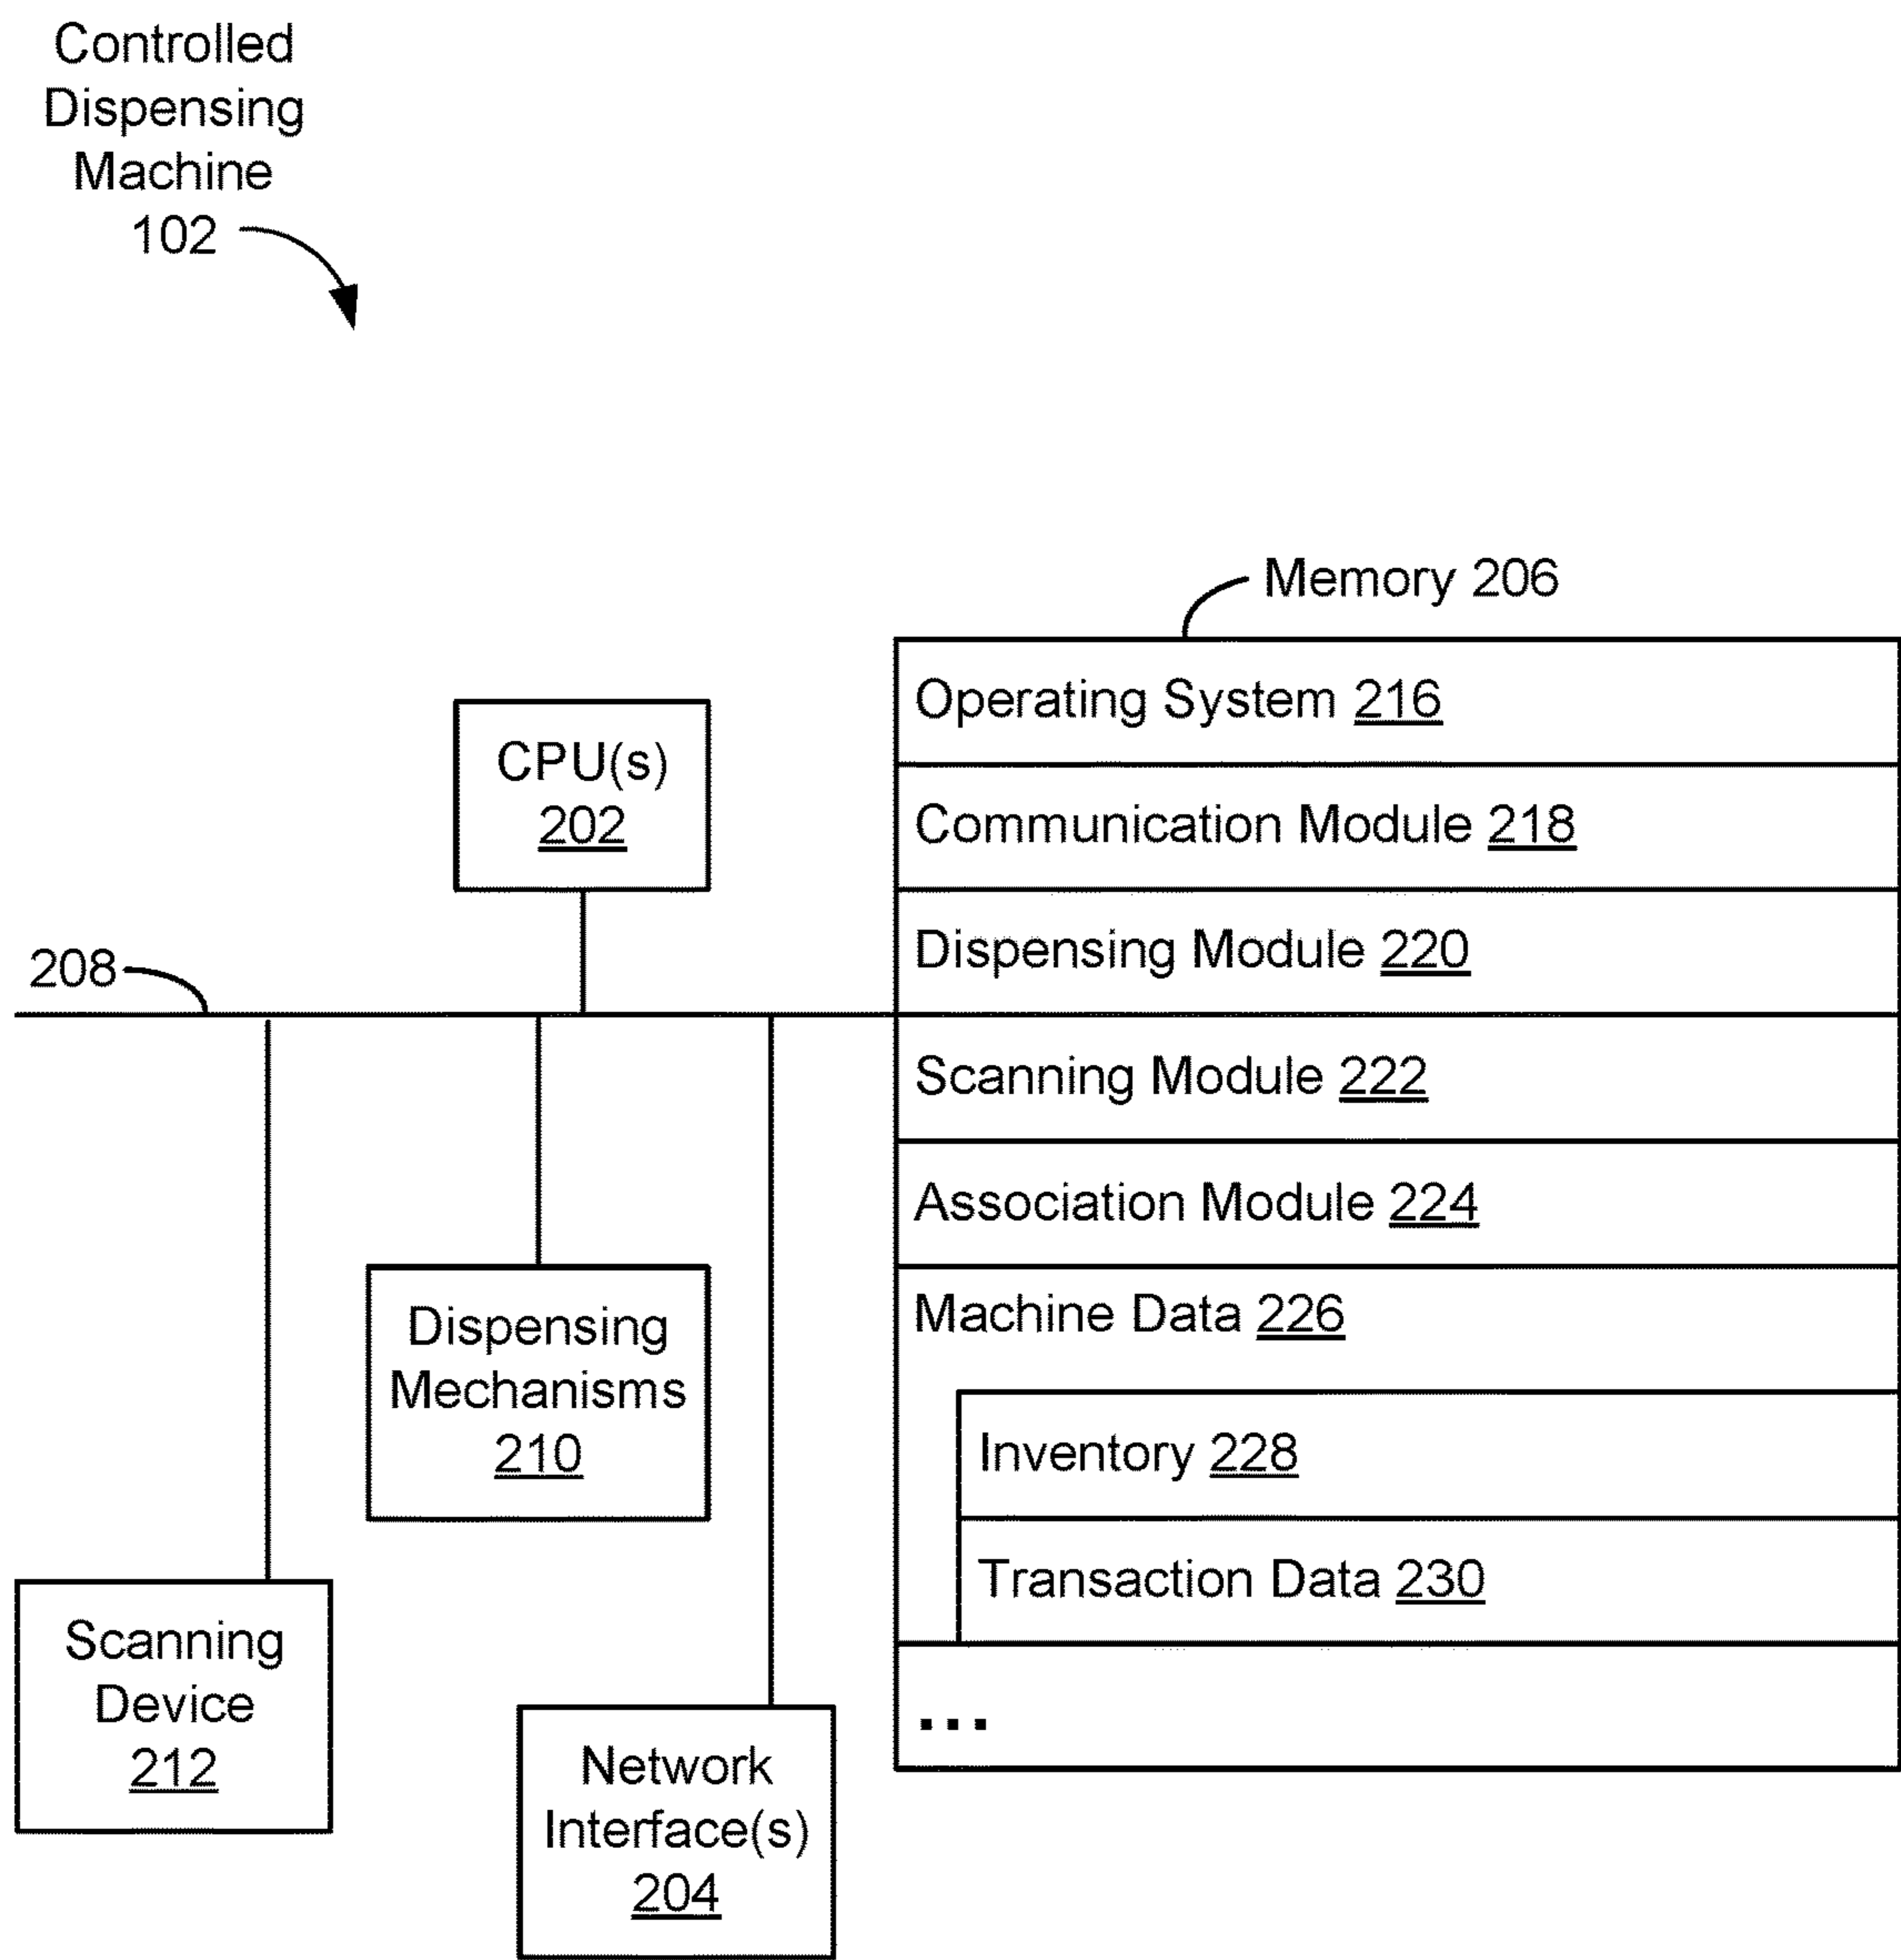 Controlled
Dispensing
Machine
102
Memory 206
Operating System 216
Communication Module 218
Dispensing Module 220
Scanning Module 222
Association Module 224
Machine Data 226
Inventory 228
Transaction Data 230
...
CPU(s)
202
208
Dispensing
Mechanisms
210
Scanning
Device
212
Network
Interface(s)
204